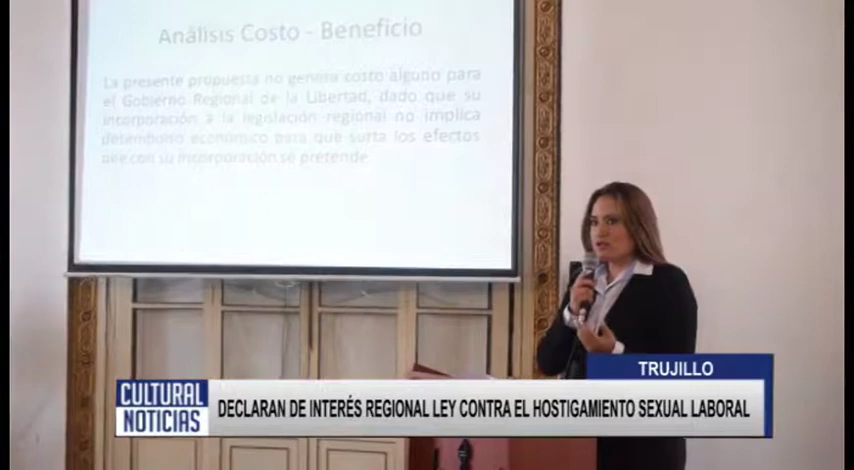 Análisis Costo - Beneficio
La presente propuesta no genera costo alguno para
el Gobierno Regional de la Libertad, dado que su
incorporación a la legislación regional no implica
desembolso económico para que surta los efectos
que con su incorporación se pretende
TRUJILLO
CULTURAL
NOTICIAS
DECLARAN DE INTERÉS REGIONAL LEY CONTRA EL HOSTIGAMIENTO SEXUAL LABORAL